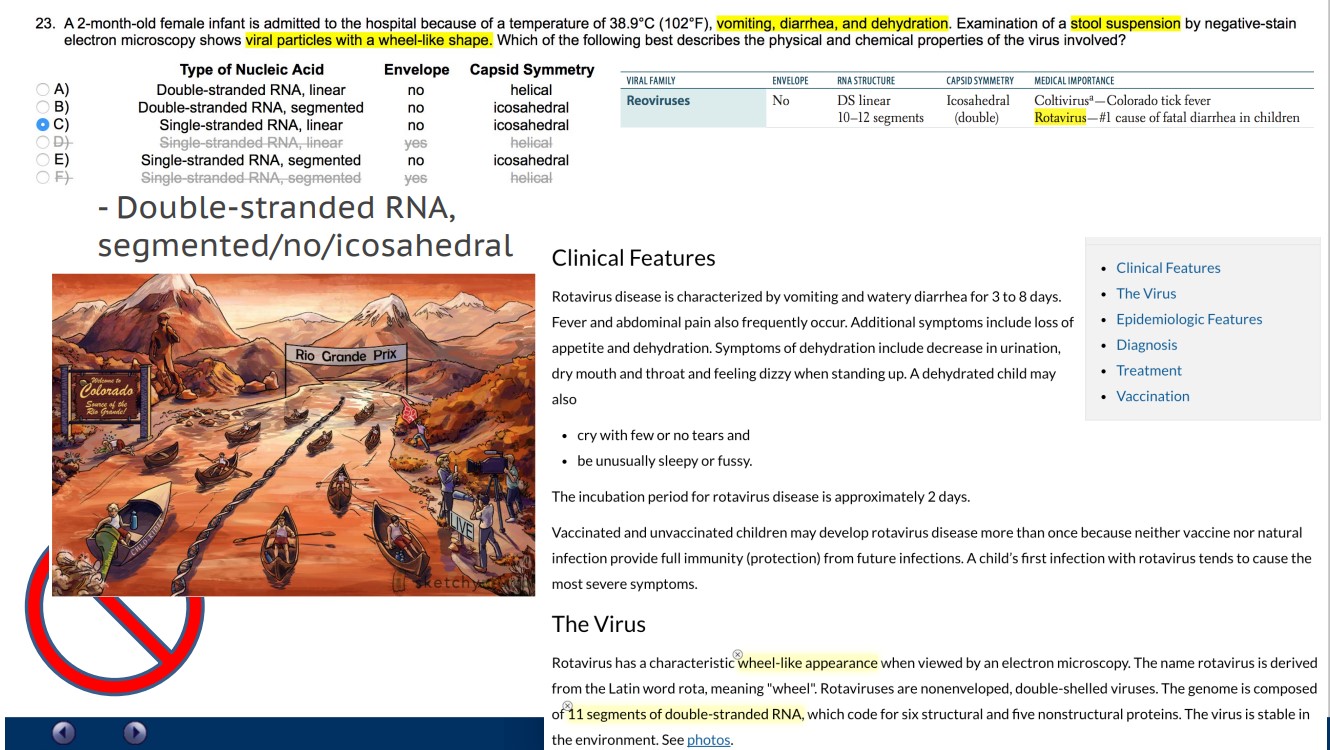 23. A 2-month-old female infant is admitted to the hospital because of a temperature of 38.9°C (102°F), vomiting, diarrhea, and dehydration. Examination of a stool suspension by negative-stain
electron microscopy shows viral particles with a wheel-like shape. Which of the following best describes the physical and chemical properties of the virus involved?
Type of Nucleic Acid Envelope Capsid Symmetry
A) Double-stranded RNA, linear no helical
B) Double-stranded RNA, segmented no icosahedral
C) Single-stranded RNA, linear no icosahedral
D) Single-stranded RNA, linear yes helical
E) Single-stranded RNA, segmented no icosahedral
F) Single-stranded RNA, segmented yes helical
VIRAL FAMILY ENVELOPE RNA STRUCTURE CAPSID SYMMETRY MEDICAL IMPORTANCE
Reoviruses No DS linear Icosahedral Coltivirusᵃ—Colorado tick fever
10–12 segments (double) Rotavirus—#1 cause of fatal diarrhea in children
- Double-stranded RNA,
segmented/no/icosahedral
Rio Grande Prix
Welcome to
Colorado
Source of the
Rio Grande!
LIVE
sketchy
Clinical Features
Rotavirus disease is characterized by vomiting and watery diarrhea for 3 to 8 days.
Fever and abdominal pain also frequently occur. Additional symptoms include loss of
appetite and dehydration. Symptoms of dehydration include decrease in urination,
dry mouth and throat and feeling dizzy when standing up. A dehydrated child may
also
• cry with few or no tears and
• be unusually sleepy or fussy.
The incubation period for rotavirus disease is approximately 2 days.
Vaccinated and unvaccinated children may develop rotavirus disease more than once because neither vaccine nor natural
infection provide full immunity (protection) from future infections. A child's first infection with rotavirus tends to cause the
most severe symptoms.
The Virus
Rotavirus has a characteristic wheel-like appearance when viewed by an electron microscopy. The name rotavirus is derived
from the Latin word rota, meaning "wheel". Rotaviruses are nonenveloped, double-shelled viruses. The genome is composed
of 11 segments of double-stranded RNA, which code for six structural and five nonstructural proteins. The virus is stable in
the environment. See photos.
• Clinical Features
• The Virus
• Epidemiologic Features
• Diagnosis
• Treatment
• Vaccination